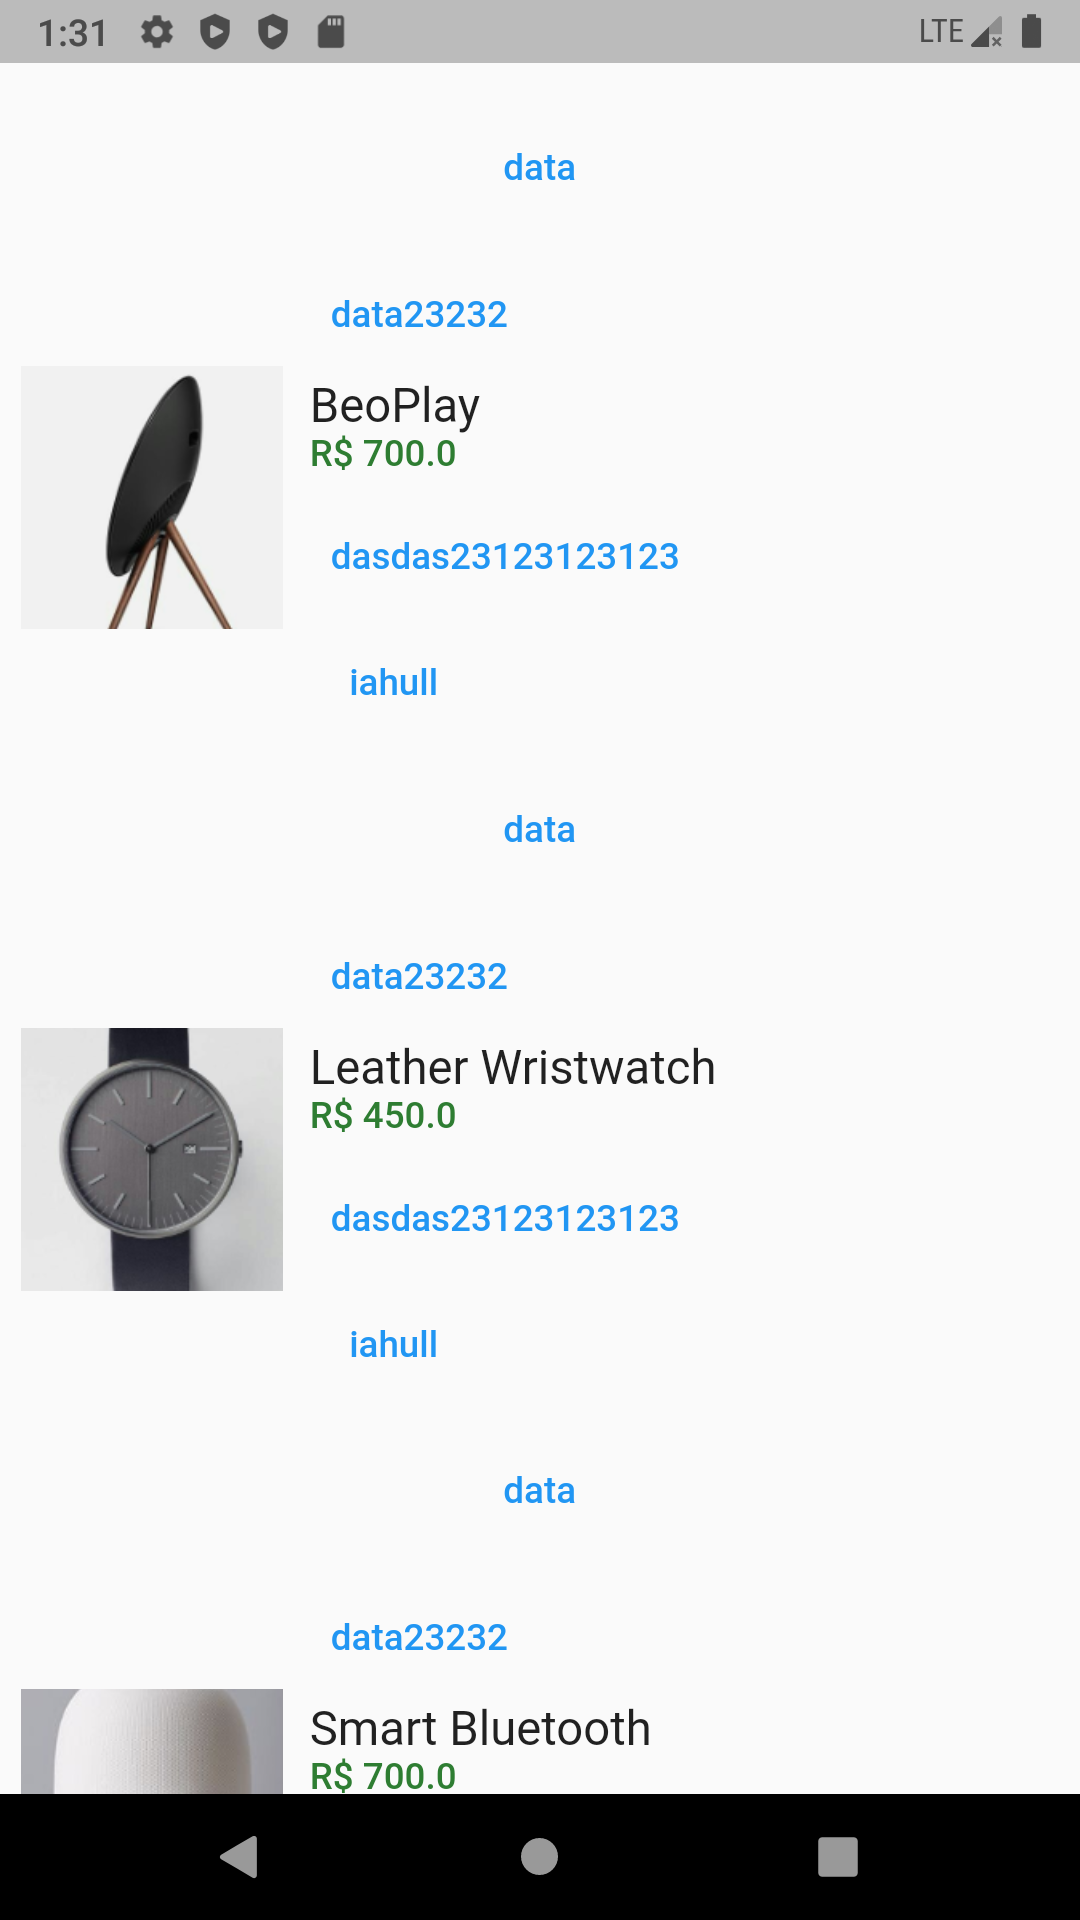 1:31 LTE
data
data23232
BeoPlay
R$ 700.0
dasdas23123123123
iahull
data
data23232
Leather Wristwatch
R$ 450.0
dasdas23123123123
iahull
data
data23232
Smart Bluetooth
R$ 700.0